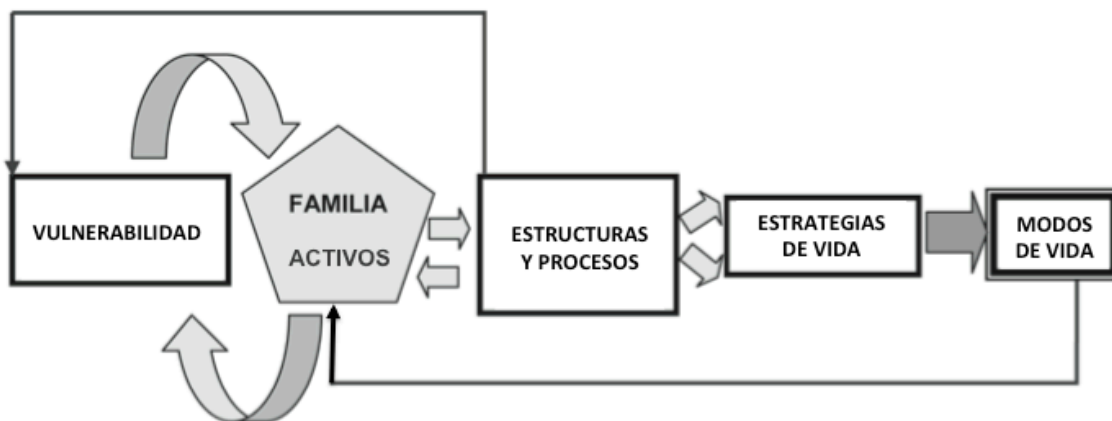 VULNERABILIDAD
FAMILIA
ACTIVOS
ESTRUCTURAS
Y PROCESOS
ESTRATEGIAS
DE VIDA
MODOS
DE VIDA